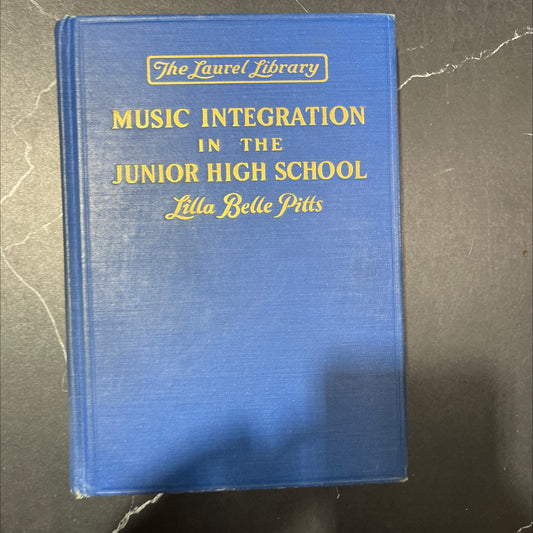 The Laurel Library
MUSIC INTEGRATION
IN THE
JUNIOR HIGH SCHOOL
Lilla Belle Pitts